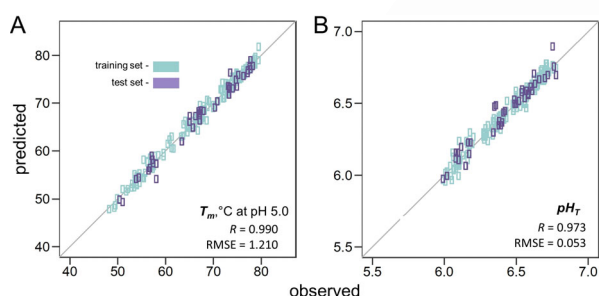 A
B
training set -
test set -
predicted
80
70
60
50
40
40
50
60
70
80
Tm,°C at pH 5.0
R = 0.990
RMSE = 1.210
7.0
6.5
6.0
5.5
5.5
6.0
6.5
7.0
pHT
R = 0.973
RMSE = 0.053
observed